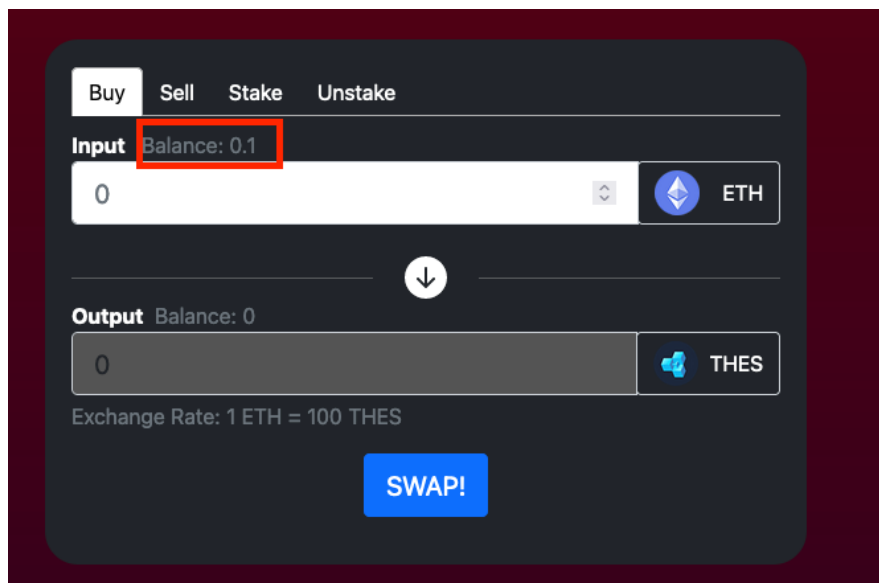 Buy Sell Stake Unstake
Input Balance: 0.1
0 ETH
Output Balance: 0
0 THES
Exchange Rate: 1 ETH = 100 THES
SWAP!